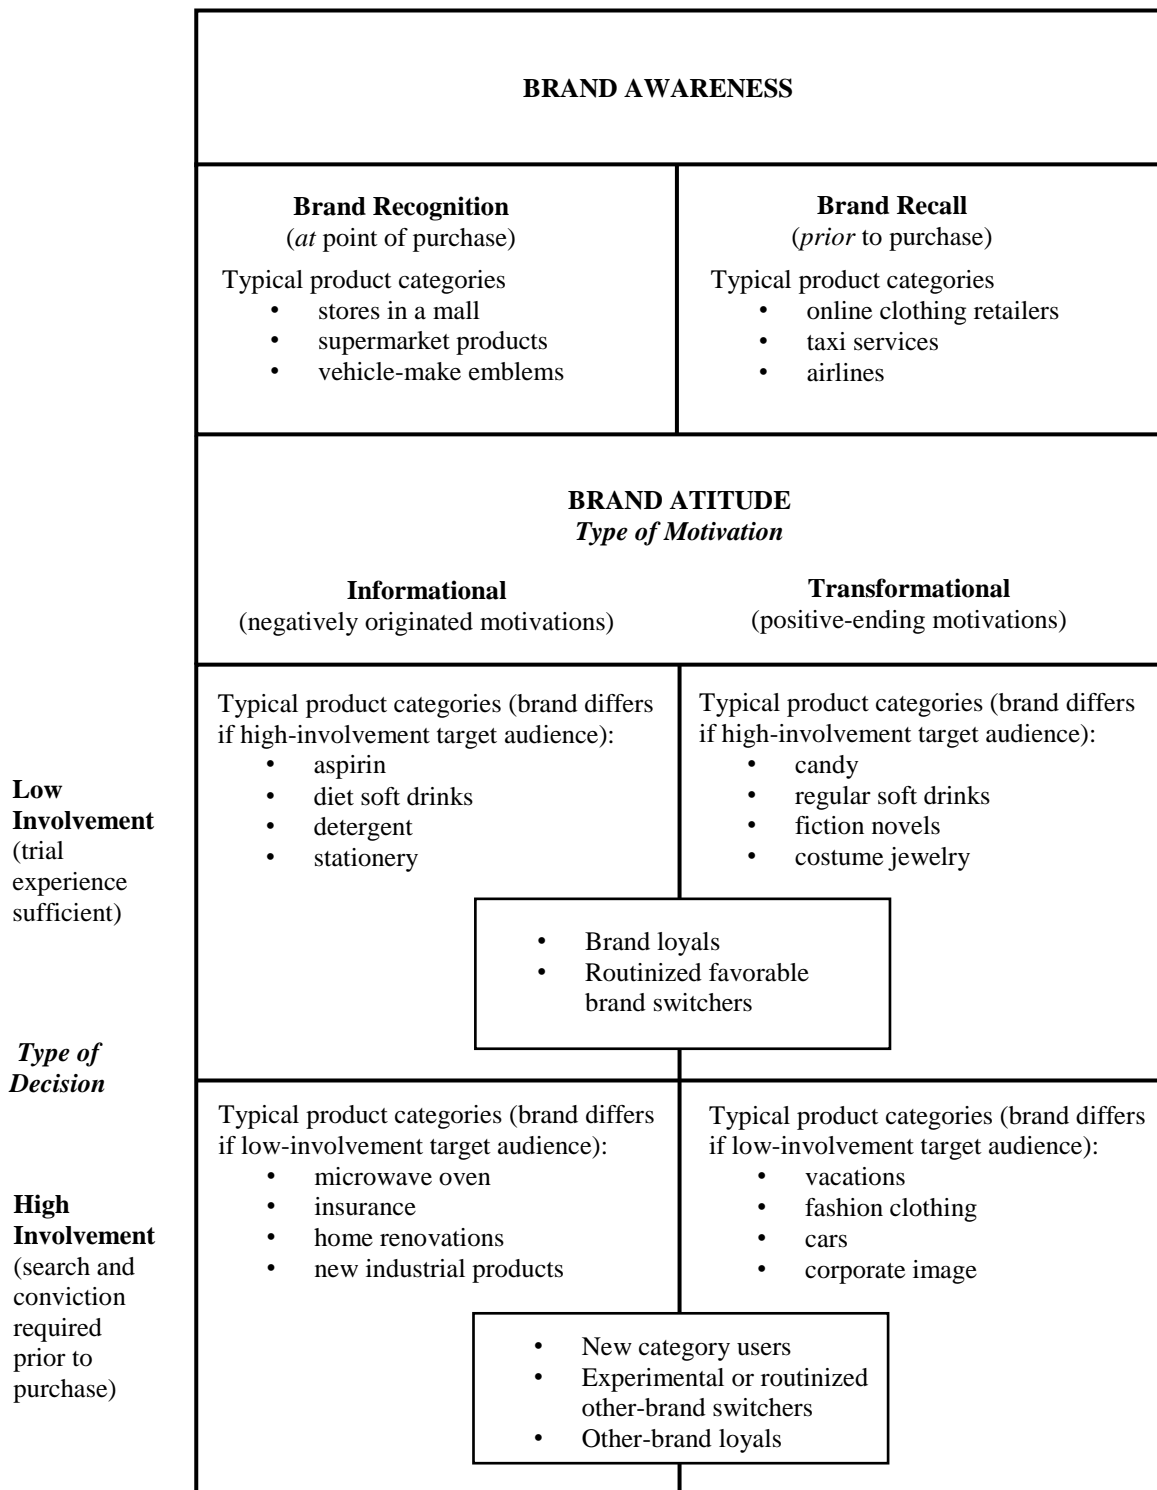 BRAND AWARENESS
Brand Recognition
(at point of purchase)
Typical product categories
• stores in a mall
• supermarket products
• vehicle-make emblems
Brand Recall
(prior to purchase)
Typical product categories
• online clothing retailers
• taxi services
• airlines
BRAND ATITUDE
Type of Motivation
Informational
(negatively originated motivations)
Transformational
(positive-ending motivations)
Low
Involvement
(trial
experience
sufficient)
Typical product categories (brand differs
if high-involvement target audience):
• aspirin
• diet soft drinks
• detergent
• stationery
Typical product categories (brand differs
if high-involvement target audience):
• candy
• regular soft drinks
• fiction novels
• costume jewelry
• Brand loyals
• Routinized favorable
brand switchers
Type of
Decision
High
Involvement
(search and
conviction
required
prior to
purchase)
Typical product categories (brand differs
if low-involvement target audience):
• microwave oven
• insurance
• home renovations
• new industrial products
Typical product categories (brand differs
if low-involvement target audience):
• vacations
• fashion clothing
• cars
• corporate image
• New category users
• Experimental or routinized
other-brand switchers
• Other-brand loyals